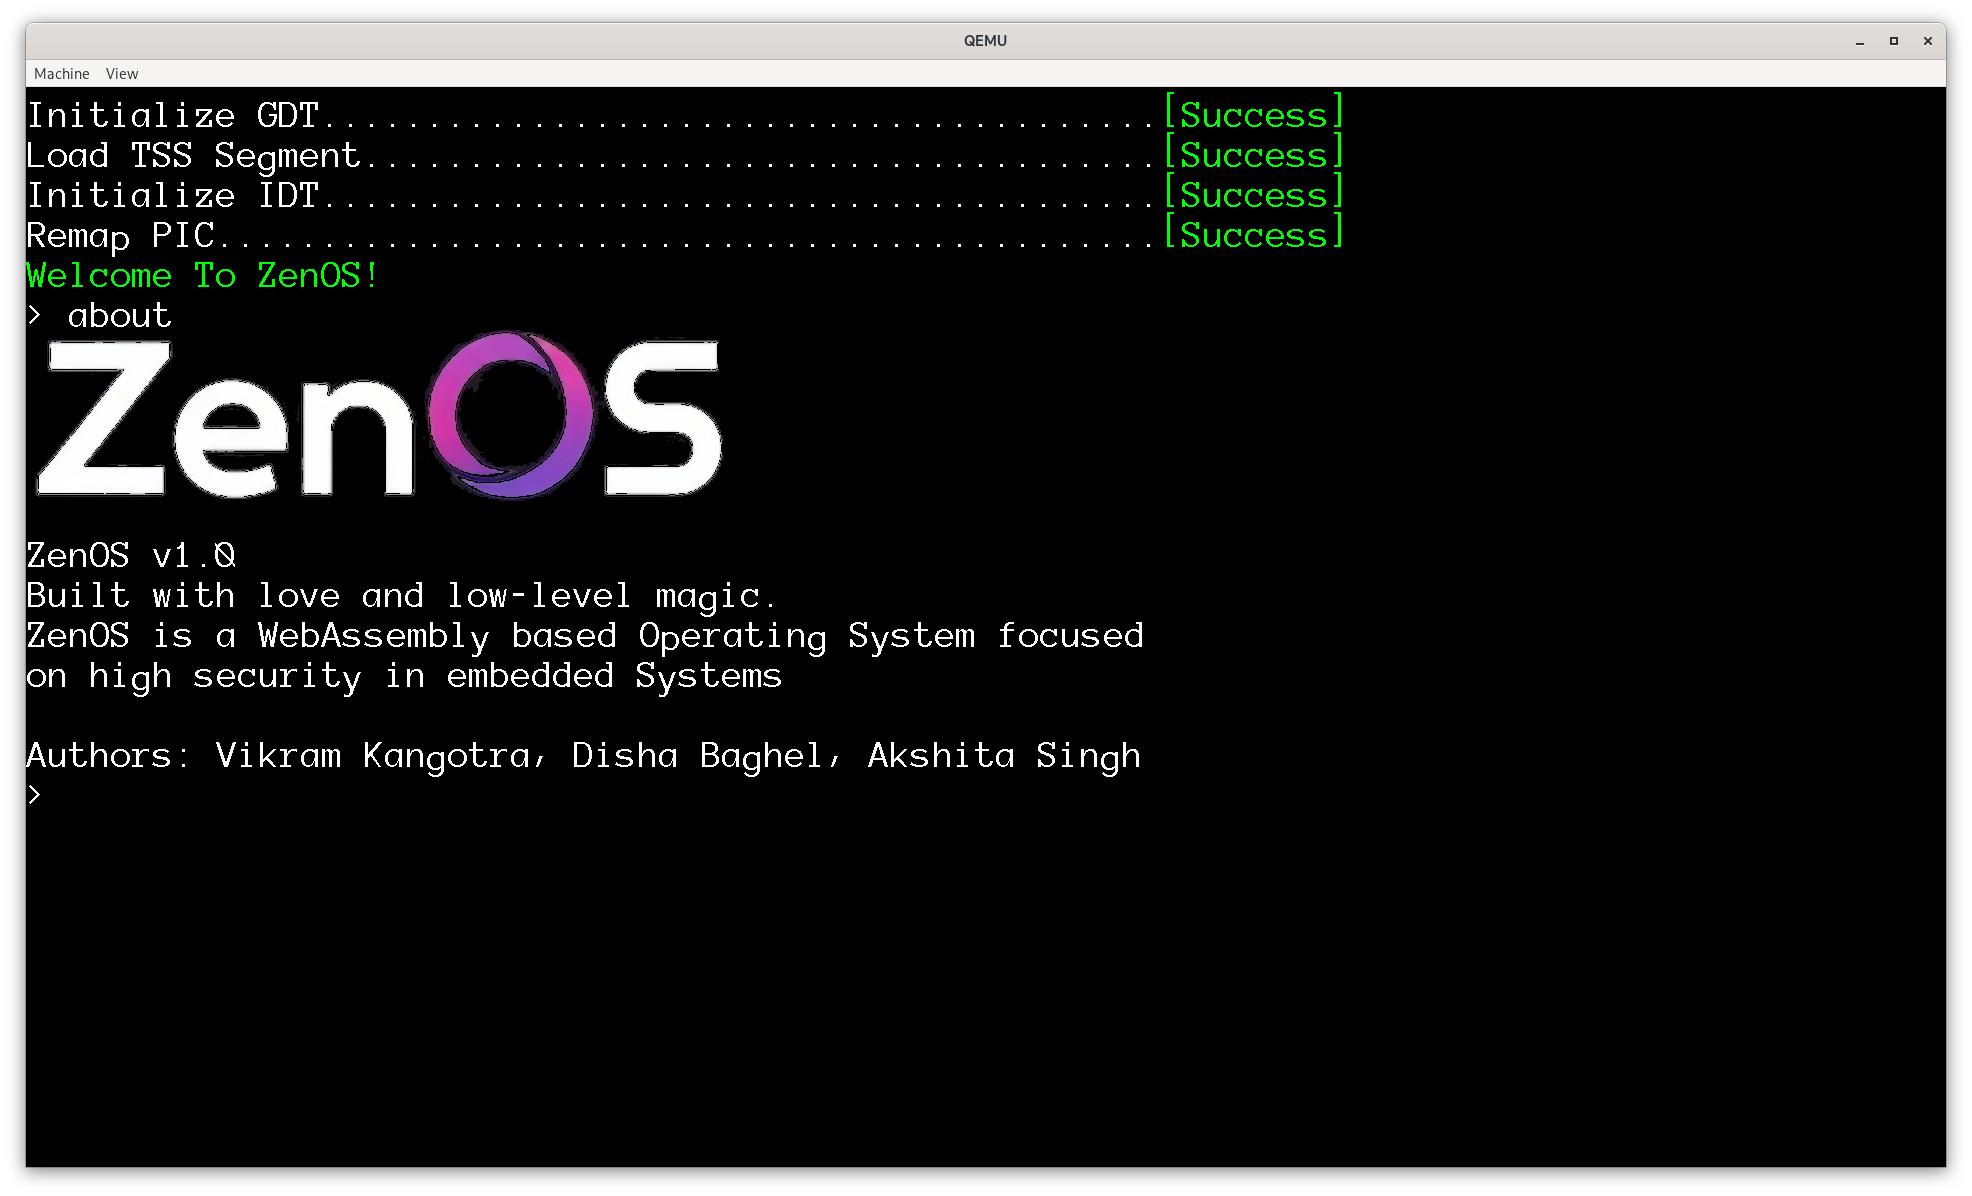 QEMU
Machine View
Initialize GDT........................................[Success]
Load TSS Segment......................................[Success]
Initialize IDT........................................[Success]
Remap PIC.............................................[Success]
Welcome To ZenOS!
> about
ZenOS
ZenOS v1.0
Built with love and low-level magic.
ZenOS is a WebAssembly based Operating System focused
on high security in embedded Systems
Authors: Vikram Kangotra, Disha Baghel, Akshita Singh
>